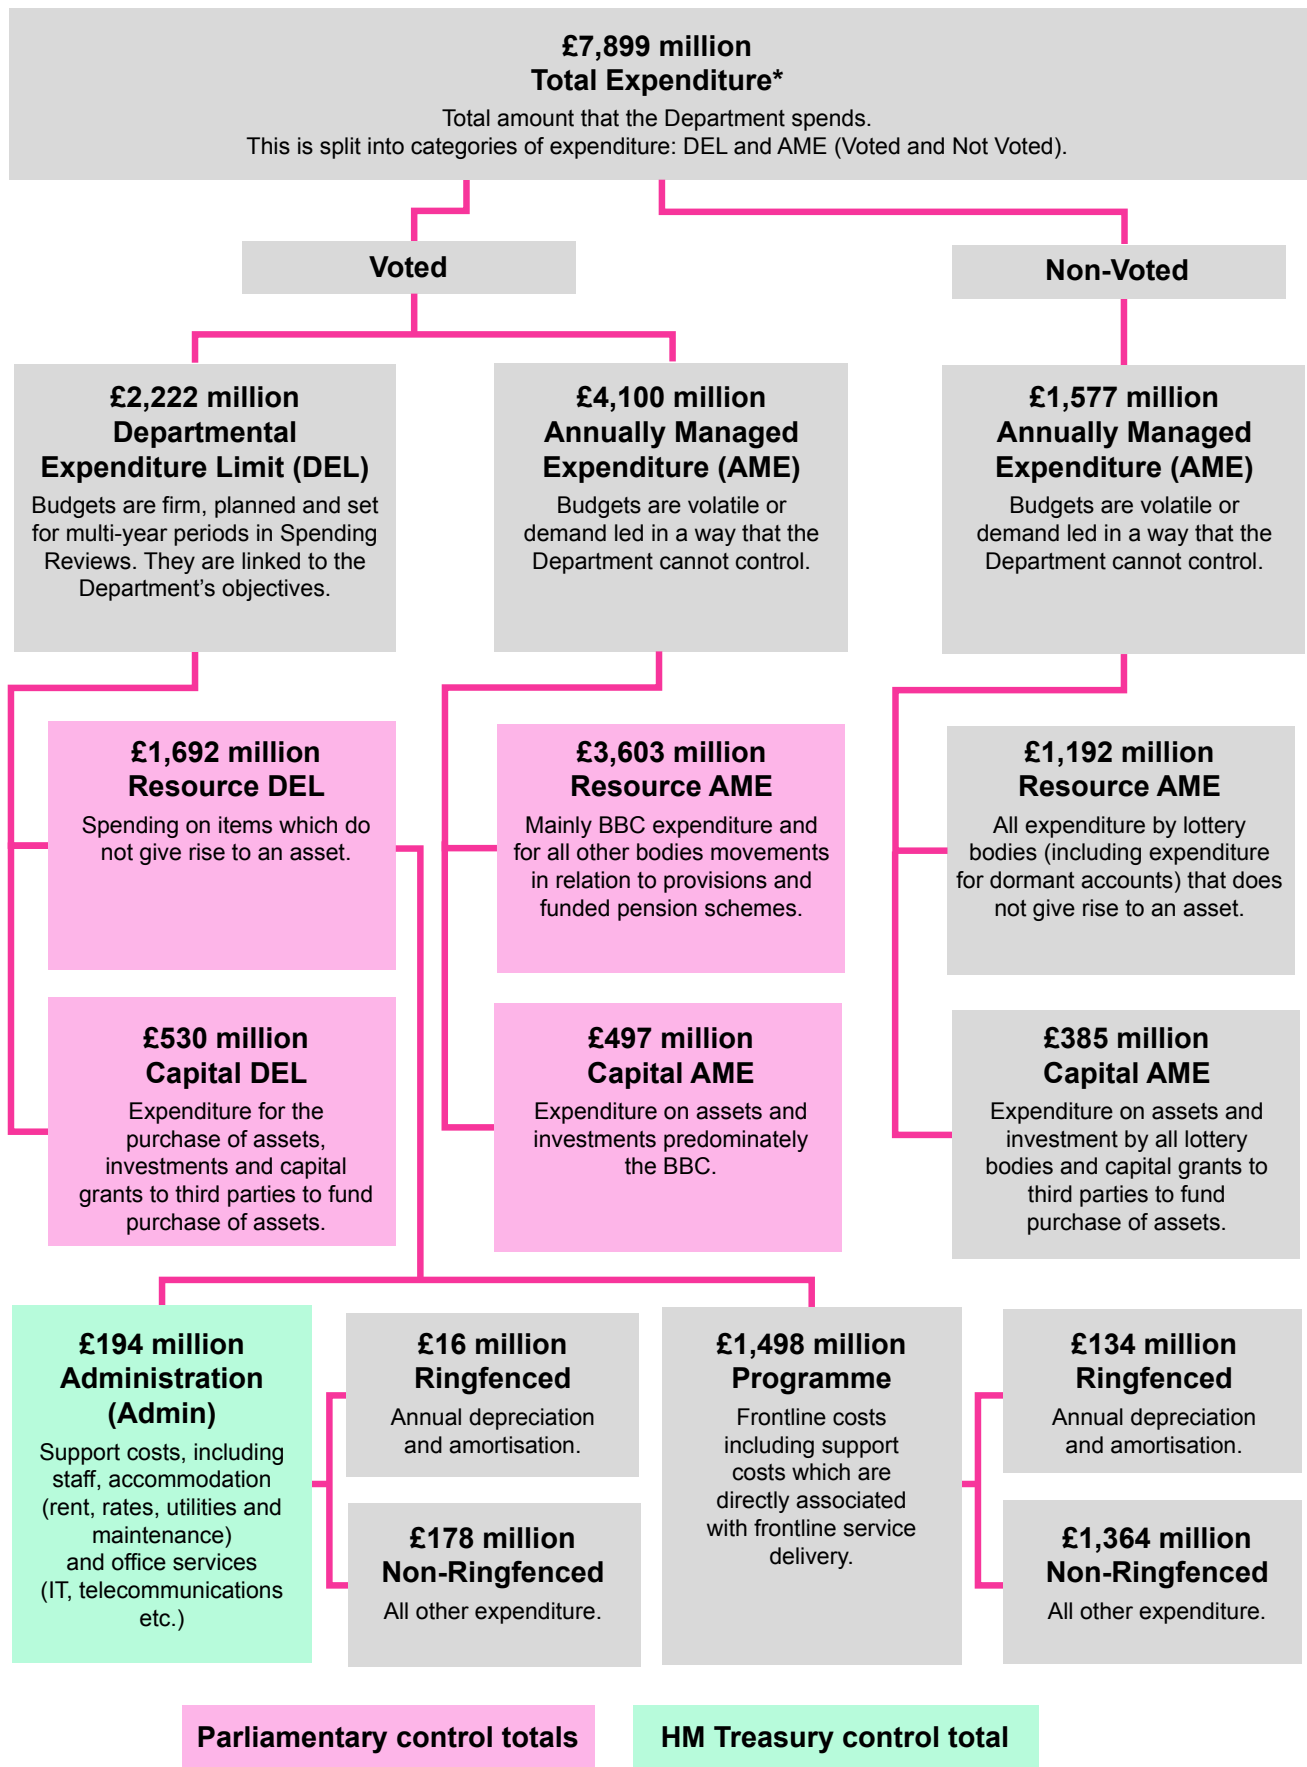 £7,899 million
Total Expenditure*
Total amount that the Department spends.
This is split into categories of expenditure: DEL and AME (Voted and Not Voted).
Voted
Non-Voted
£2,222 million
Departmental
Expenditure Limit (DEL)
Budgets are firm, planned and set
for multi-year periods in Spending
Reviews. They are linked to the
Department's objectives.
£4,100 million
Annually Managed
Expenditure (AME)
Budgets are volatile or
demand led in a way that the
Department cannot control.
£1,577 million
Annually Managed
Expenditure (AME)
Budgets are volatile or
demand led in a way that the
Department cannot control.
£1,692 million
Resource DEL
Spending on items which do
not give rise to an asset.
£3,603 million
Resource AME
Mainly BBC expenditure and
for all other bodies movements
in relation to provisions and
funded pension schemes.
£1,192 million
Resource AME
All expenditure by lottery
bodies (including expenditure
for dormant accounts) that does
not give rise to an asset.
£530 million
Capital DEL
Expenditure for the
purchase of assets,
investments and capital
grants to third parties to fund
purchase of assets.
£497 million
Capital AME
Expenditure on assets and
investments predominately
the BBC.
£385 million
Capital AME
Expenditure on assets and
investment by all lottery
bodies and capital grants to
third parties to fund
purchase of assets.
£194 million
Administration
(Admin)
Support costs, including
staff, accommodation
(rent, rates, utilities and
maintenance)
and office services
(IT, telecommunications
etc.)
£16 million
Ringfenced
Annual depreciation
and amortisation.
£178 million
Non-Ringfenced
All other expenditure.
£1,498 million
Programme
Frontline costs
including support
costs which are
directly associated
with frontline service
delivery.
£134 million
Ringfenced
Annual depreciation
and amortisation.
£1,364 million
Non-Ringfenced
All other expenditure.
Parliamentary control totals
HM Treasury control total